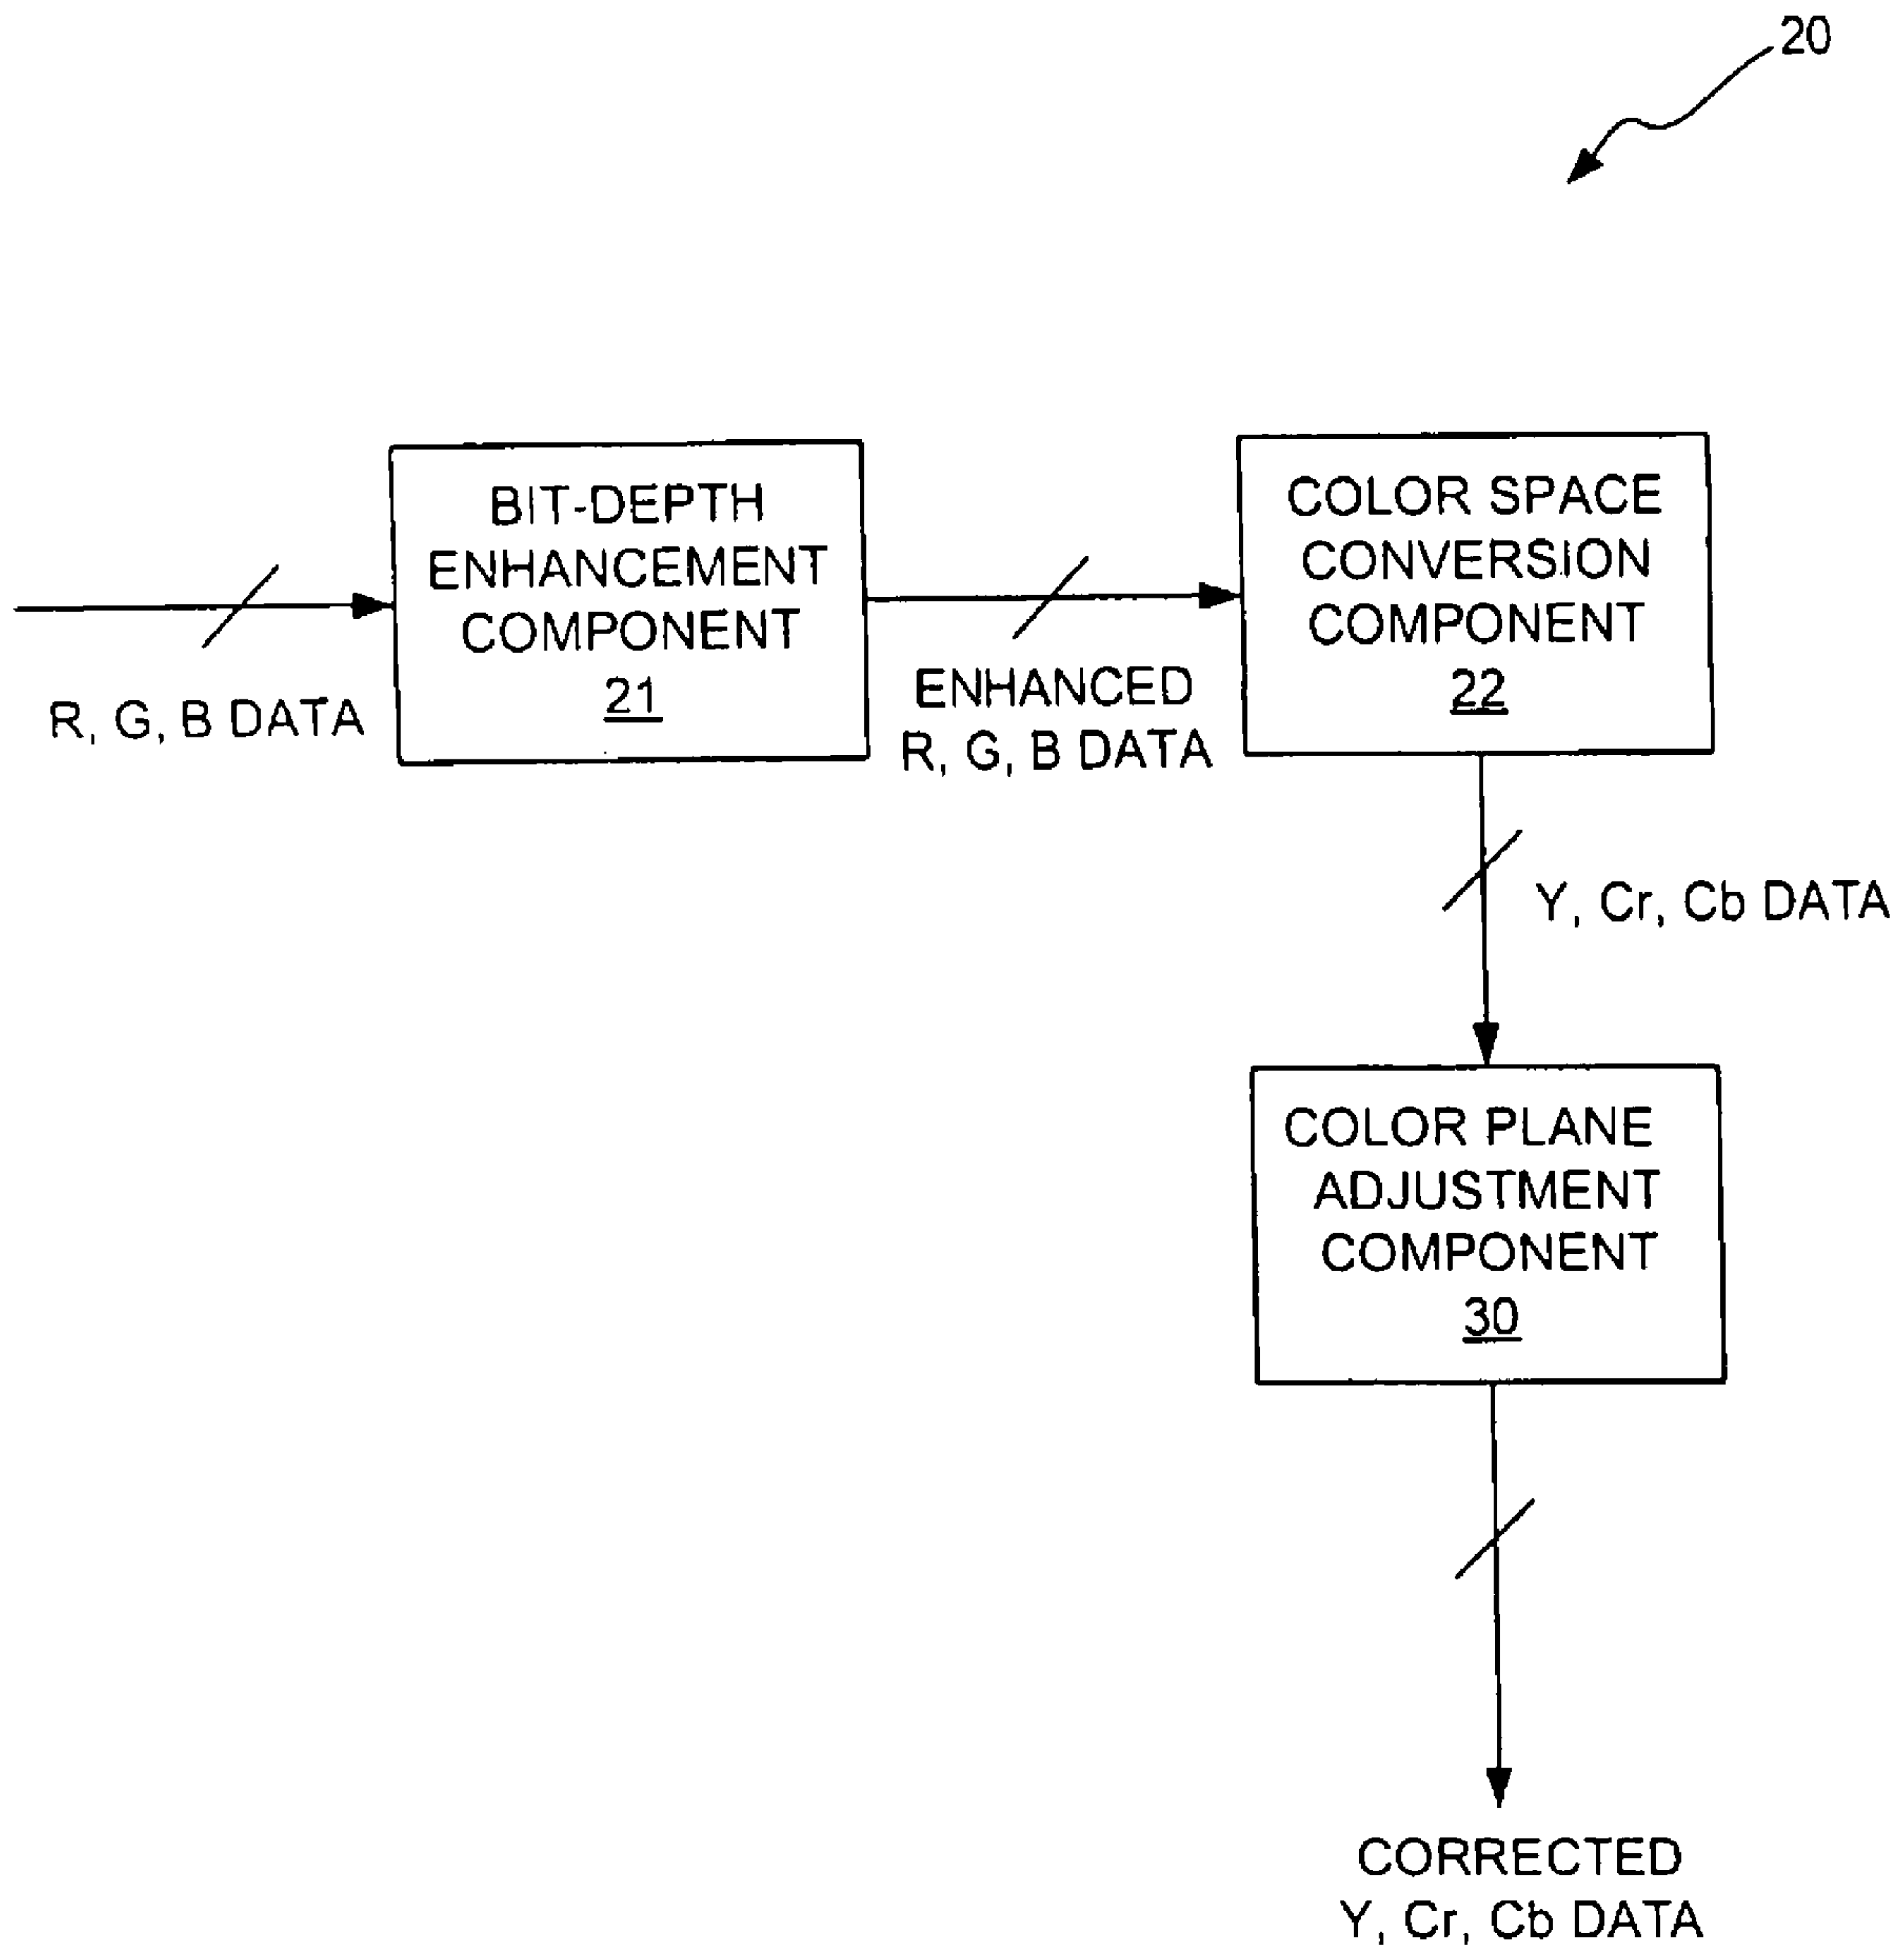 20
BIT-DEPTH
ENHANCEMENT
COMPONENT
21
R, G, B DATA
ENHANCED
R, G, B DATA
COLOR SPACE
CONVERSION
COMPONENT
22
Y, Cr, Cb DATA
COLOR PLANE
ADJUSTMENT
COMPONENT
30
CORRECTED
Y, Cr, Cb DATA